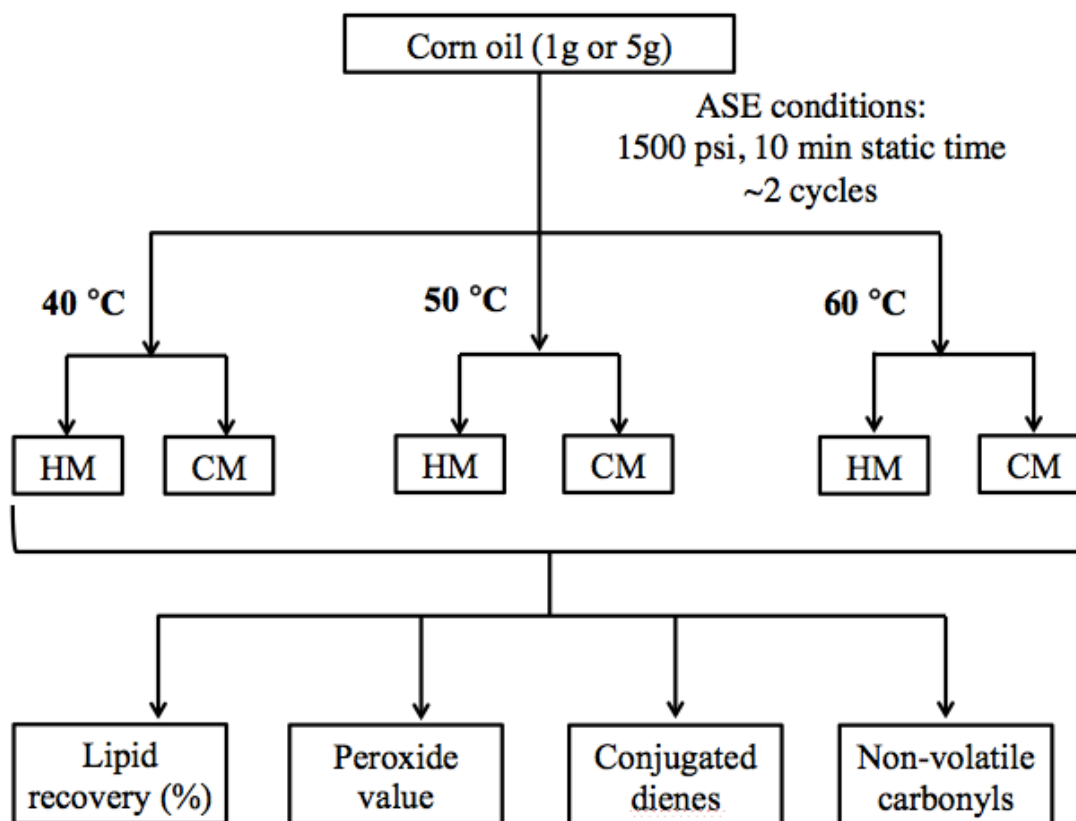 Corn oil (1g or 5g)
ASE conditions:
1500 psi, 10 min static time
~2 cycles
40 °C
50 °C
60 °C
HM
CM
HM
CM
HM
CM
Lipid
recovery (%)
Peroxide
value
Conjugated
dienes
Non-volatile
carbonyls